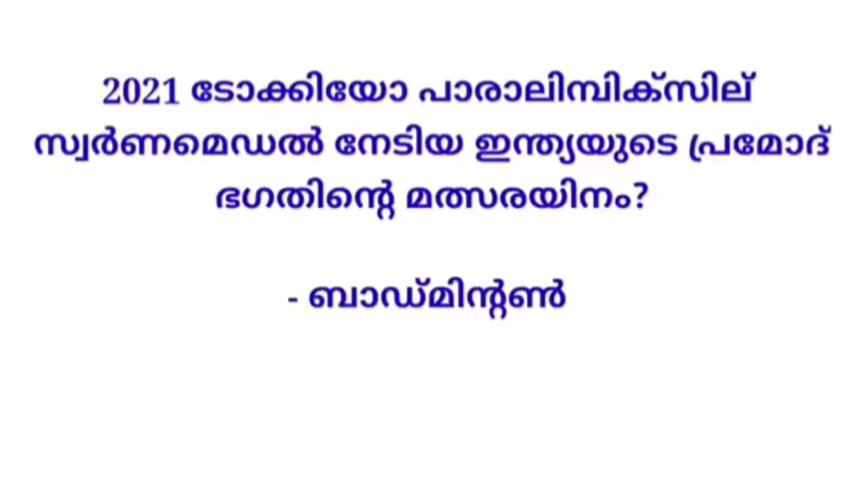 2021 ടോക്കിയോ പാരാലിമ്പിക്സില്
സ്വർണമെഡൽ നേടിയ ഇന്ത്യയുടെ പ്രമോദ്
ഭഗതിന്റെ മത്സരയിനം?
- ബാഡ്മിന്റൺ